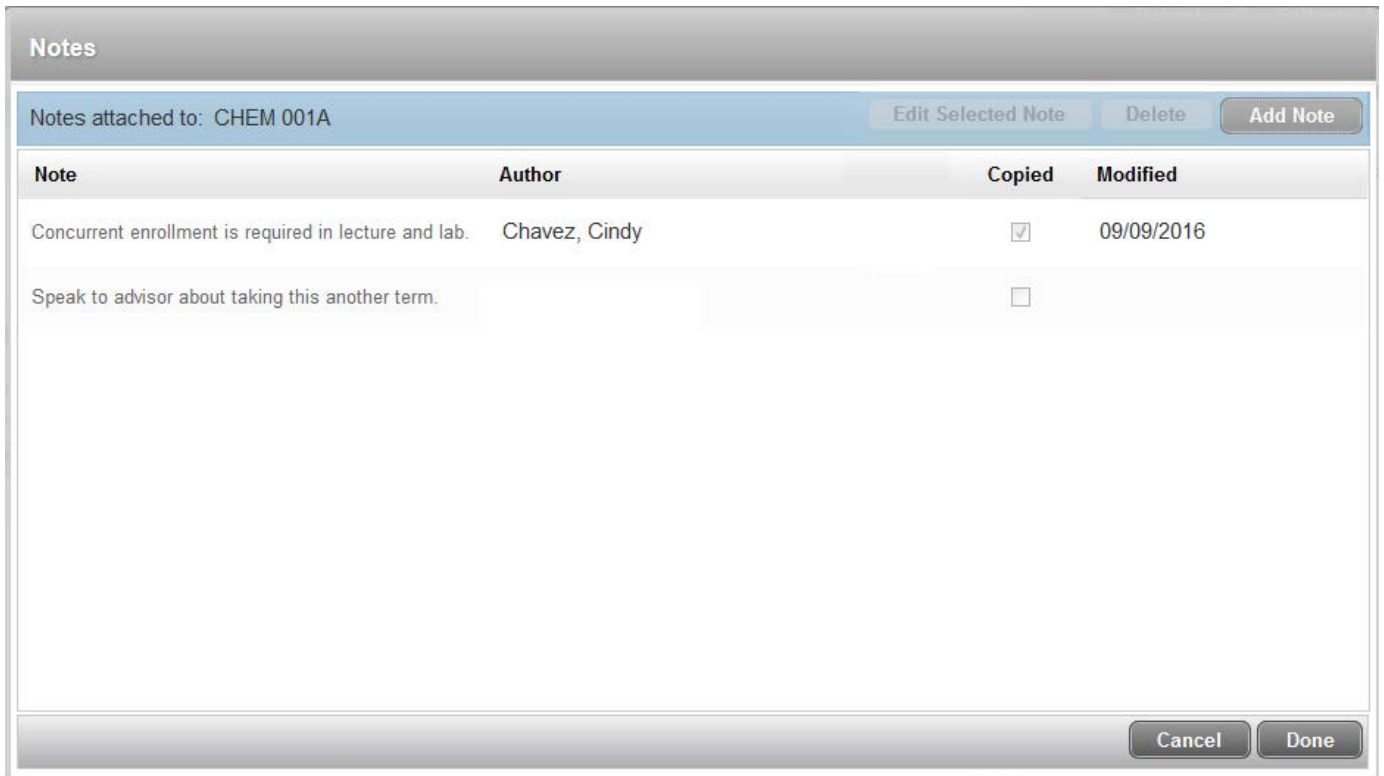 Notes
Notes attached to: CHEM 001A Edit Selected Note Delete Add Note
Note Author Copied Modified
Concurrent enrollment is required in lecture and lab. Chavez, Cindy 09/09/2016
Speak to advisor about taking this another term.
Cancel Done